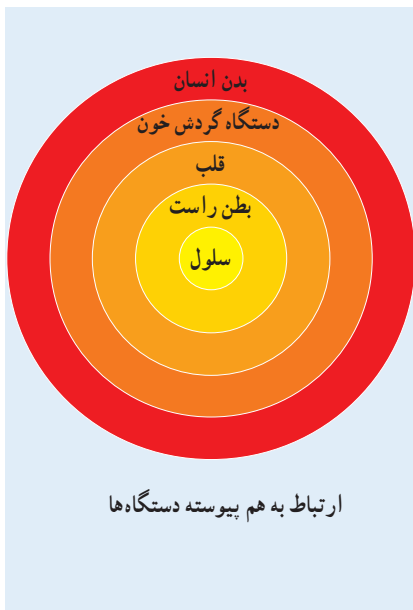 بدن انسان
دستگاه گردش خون
قلب
بطن راست
سلول
ارتباط به هم پیوسته دستگاه‌ها